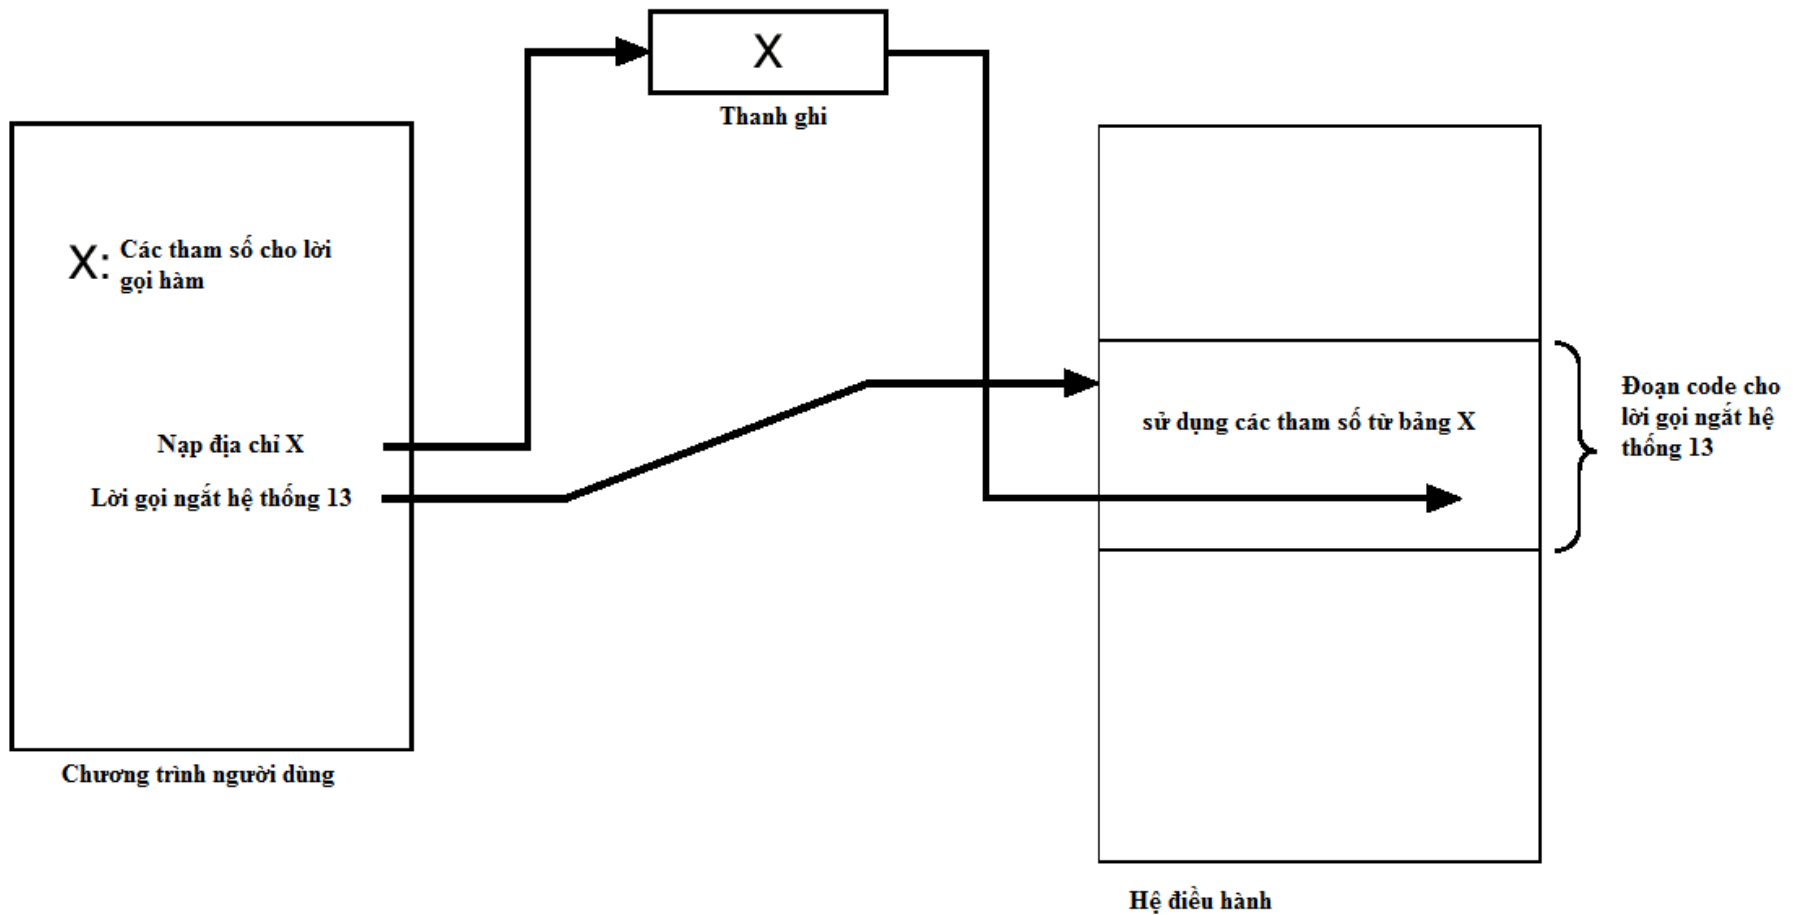 X
Thanh ghi
X: Các tham số cho lời
gọi hàm
Nạp địa chỉ X
Lời gọi ngắt hệ thống 13
Chương trình người dùng
sử dụng các tham số từ bảng X
Đoạn code cho
lời gọi ngắt hệ
thống 13
Hệ điều hành